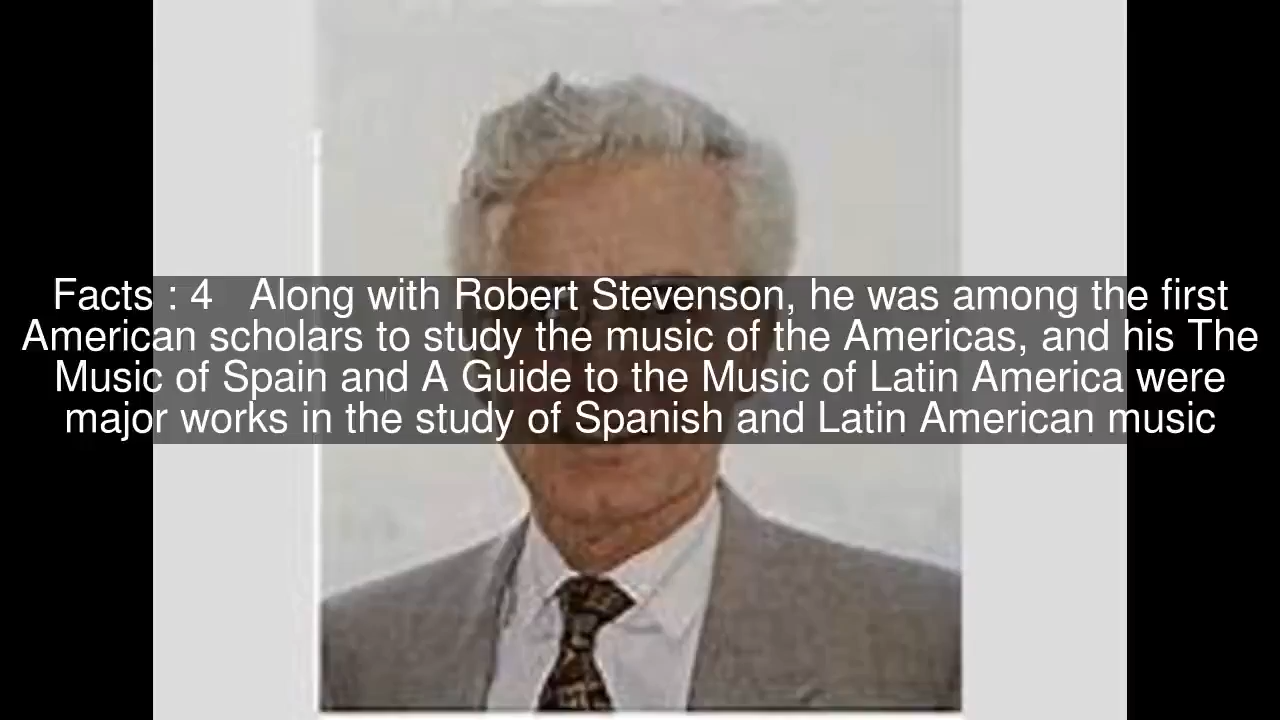 Facts : 4   Along with Robert Stevenson, he was among the first
American scholars to study the music of the Americas, and his The
Music of Spain and A Guide to the Music of Latin America were
major works in the study of Spanish and Latin American music